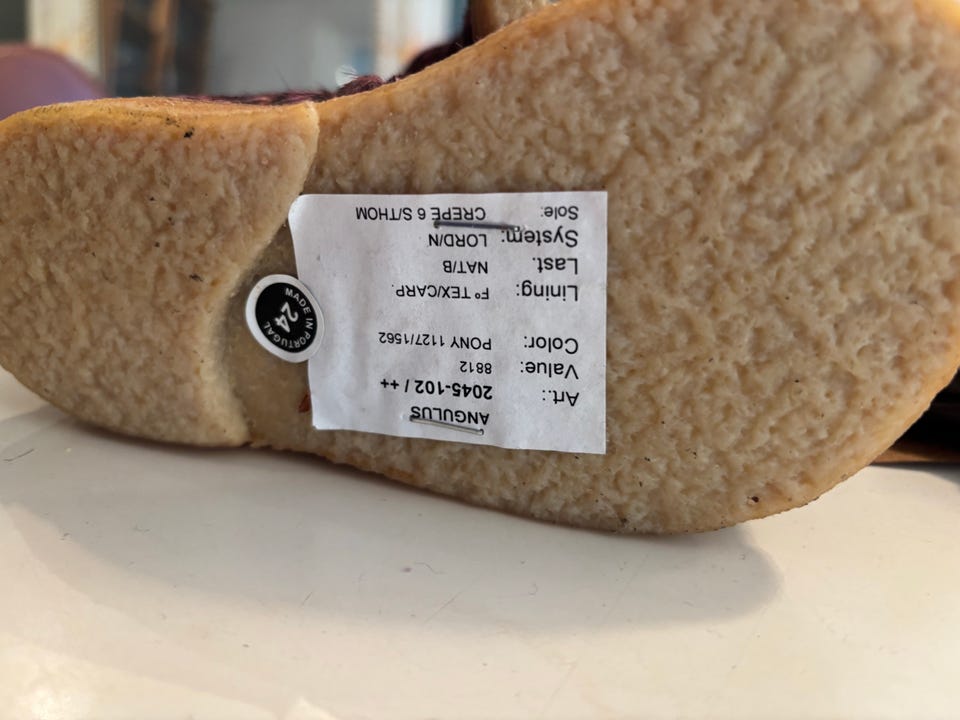 ANGULUS
Art.: 2045-102 / ++
Value: 8812
Color: PONY 1127/1562
Lining: Fº TEX/CARP.
Last. NAT/B
System: LORD/N
Sole: CREPE 6 S/THOM
MADE IN PORTUGAL
24